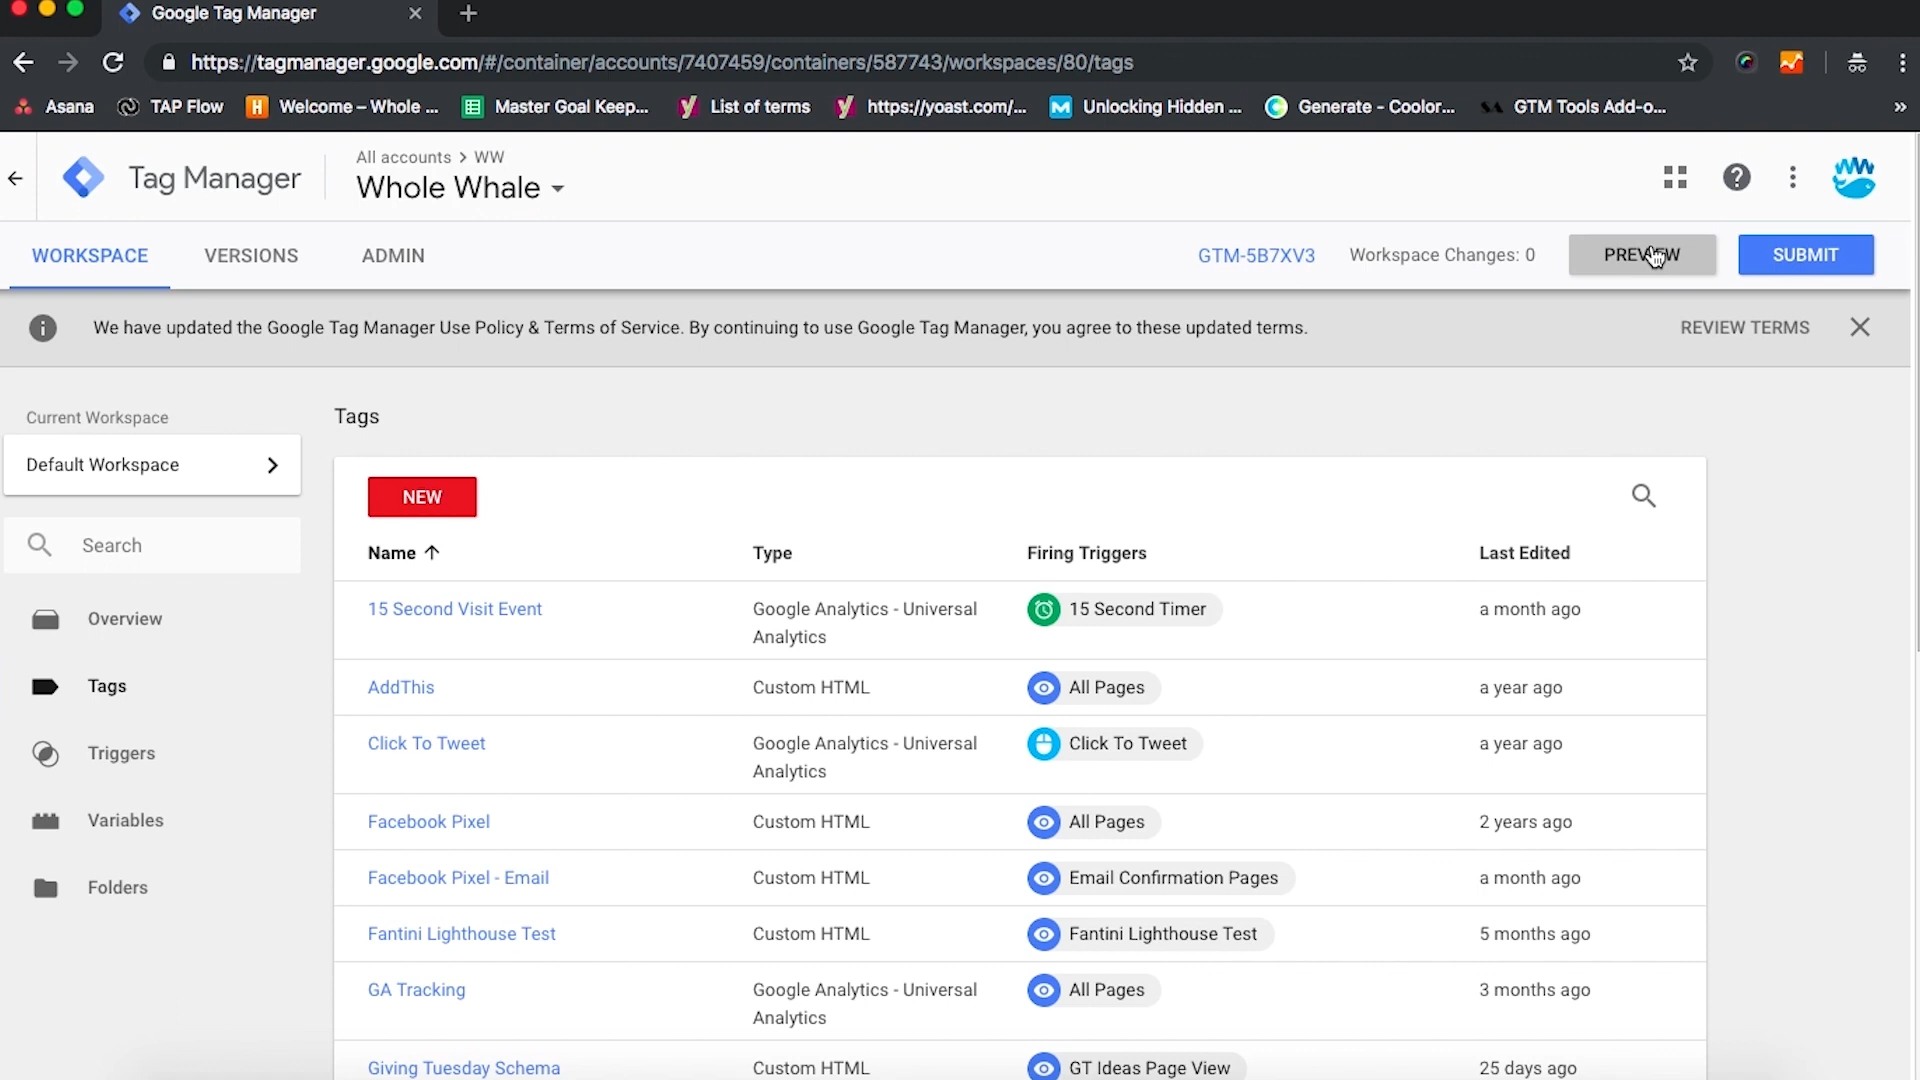 Google Tag Manager
https://tagmanager.google.com/#/container/accounts/7407459/containers/587743/workspaces/80/tags
Asana TAP Flow Welcome – Whole ... Master Goal Keep... List of terms https://yoast.com/... Unlocking Hidden ... Generate - Coolor... GTM Tools Add-o... »
Tag Manager
All accounts > WW
Whole Whale
WORKSPACE VERSIONS ADMIN GTM-5B7XV3 Workspace Changes: 0 PREVIEW SUBMIT
We have updated the Google Tag Manager Use Policy & Terms of Service. By continuing to use Google Tag Manager, you agree to these updated terms. REVIEW TERMS
Current Workspace
Default Workspace
Search
Overview
Tags
Triggers
Variables
Folders
Tags
NEW
Name Type Firing Triggers Last Edited
15 Second Visit Event Google Analytics - Universal 15 Second Timer a month ago
Analytics
AddThis Custom HTML All Pages a year ago
Click To Tweet Google Analytics - Universal Click To Tweet a year ago
Analytics
Facebook Pixel Custom HTML All Pages 2 years ago
Facebook Pixel - Email Custom HTML Email Confirmation Pages a month ago
Fantini Lighthouse Test Custom HTML Fantini Lighthouse Test 5 months ago
GA Tracking Google Analytics - Universal All Pages 3 months ago
Analytics
Giving Tuesday Schema Custom HTML GT Ideas Page View 25 days ago